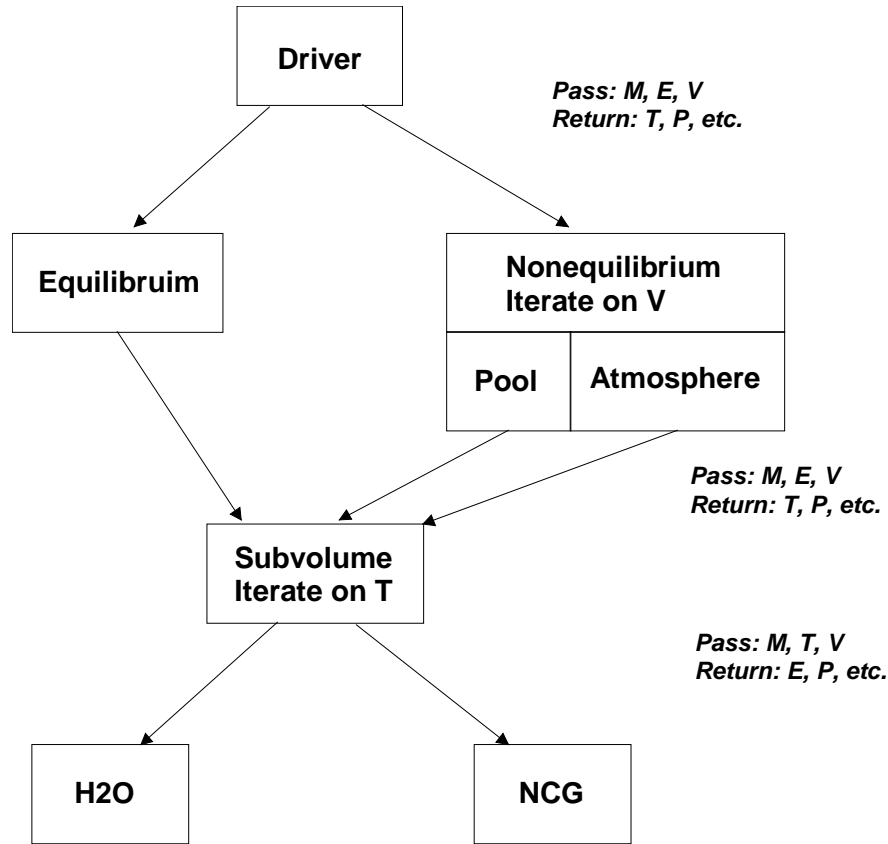 Driver
Pass: M, E, V
Return: T, P, etc.
Equilibruim
Nonequilibrium
Iterate on V
Pool
Atmosphere
Pass: M, E, V
Return: T, P, etc.
Subvolume
Iterate on T
Pass: M, T, V
Return: E, P, etc.
H2O
NCG